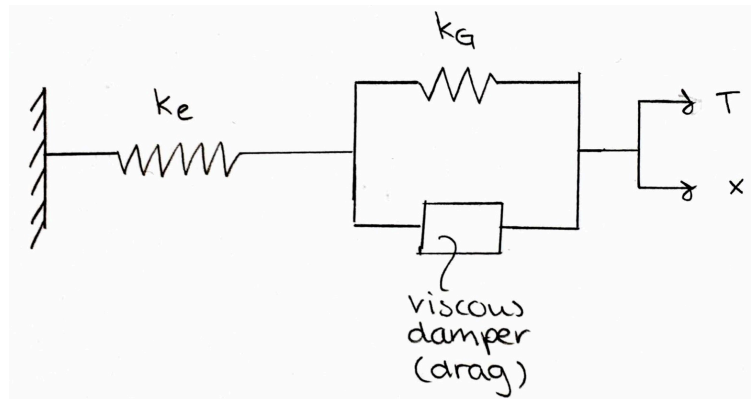 kG
ke
T
x
viscous
damper
(drag)